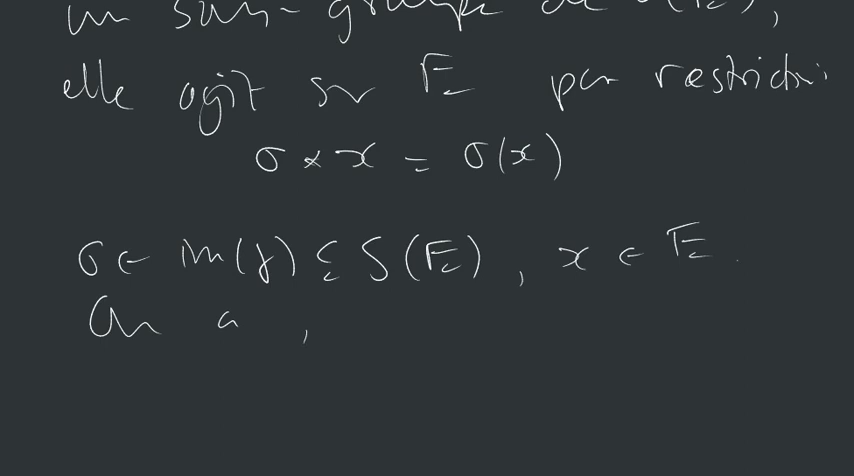 un sous-groupe de
elle agit sur E par restriction
σ * x = σ(x)
σ ∈ im(γ) ≤ S(E), x ∈ E.
On a,